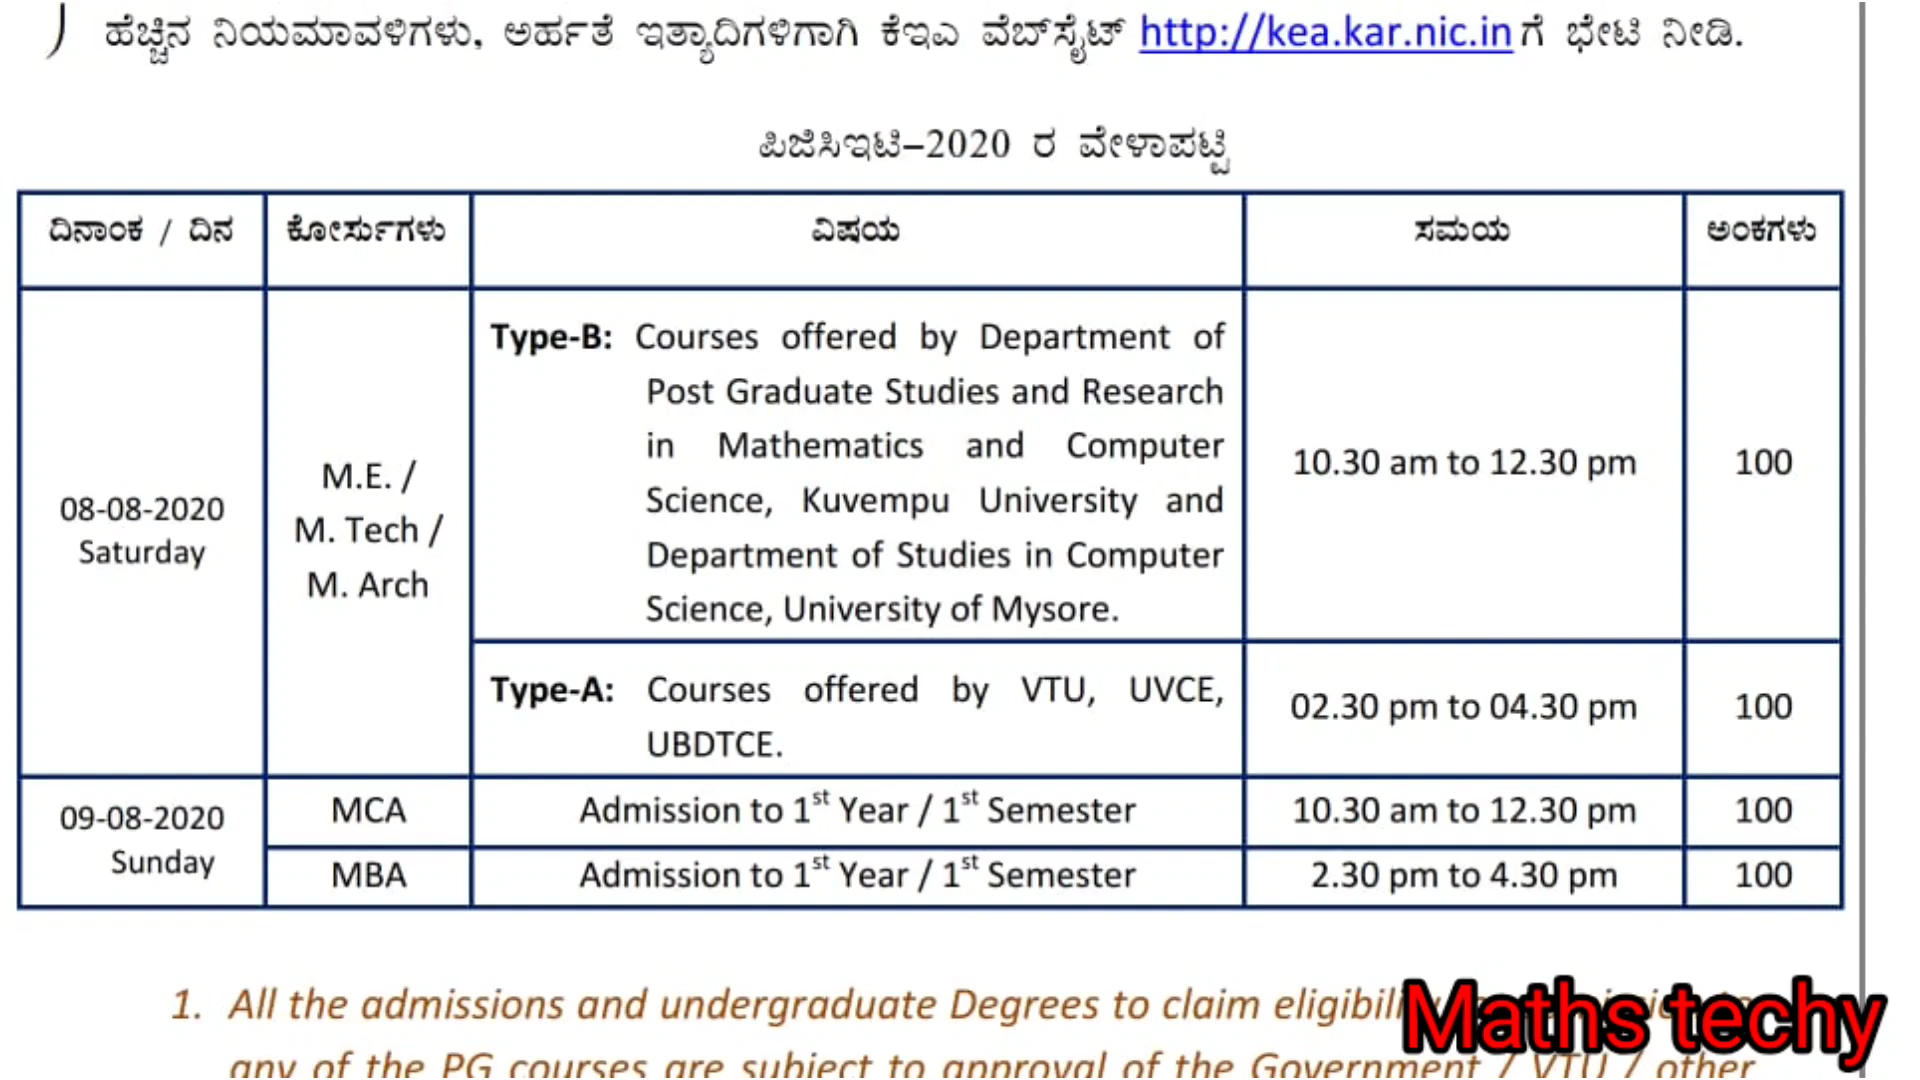 ) ಹೆಚ್ಚಿನ ನಿಯಮಾವಳಿಗಳು, ಅರ್ಹತೆ ಇತ್ಯಾದಿಗಳಿಗಾಗಿ ಕೆಇಎ ವೆಬ್‌ಸೈಟ್ http://kea.kar.nic.in ಗೆ ಭೇಟಿ ನೀಡಿ.
ಪಿಜಿಸಿಇಟಿ–2020 ರ ವೇಳಾಪಟ್ಟಿ
ದಿನಾಂಕ / ದಿನ ಕೋರ್ಸುಗಳು ವಿಷಯ ಸಮಯ ಅಂಕಗಳು
08-08-2020
Saturday
M.E. /
M. Tech /
M. Arch
Type-B: Courses offered by Department of
Post Graduate Studies and Research
in Mathematics and Computer
Science, Kuvempu University and
Department of Studies in Computer
Science, University of Mysore.
10.30 am to 12.30 pm 100
Type-A: Courses offered by VTU, UVCE,
UBDTCE.
02.30 pm to 04.30 pm 100
09-08-2020
Sunday
MCA Admission to 1st Year / 1st Semester 10.30 am to 12.30 pm 100
MBA Admission to 1st Year / 1st Semester 2.30 pm to 4.30 pm 100
1. All the admissions and undergraduate Degrees to claim
any of the PG courses are subject to approval of the Government / VTU / other
Maths techy